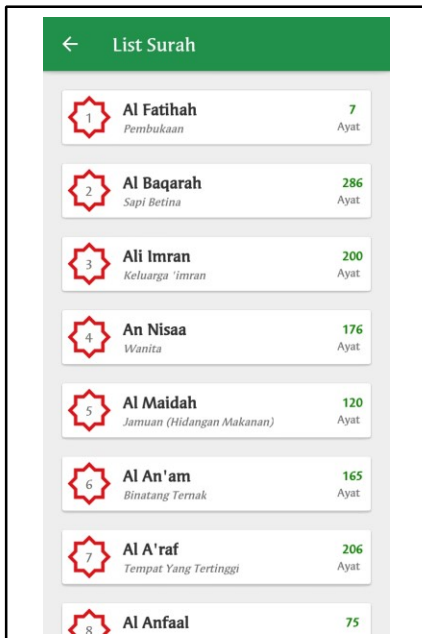 List Surah
1 Al Fatihah 7
Pembukaan Ayat
2 Al Baqarah 286
Sapi Betina Ayat
3 Ali Imran 200
Keluarga 'imran Ayat
4 An Nisaa 176
Wanita Ayat
5 Al Maidah 120
Jamuan (Hidangan Makanan) Ayat
6 Al An'am 165
Binatang Ternak Ayat
7 Al A'raf 206
Tempat Yang Tertinggi Ayat
8 Al Anfaal 75